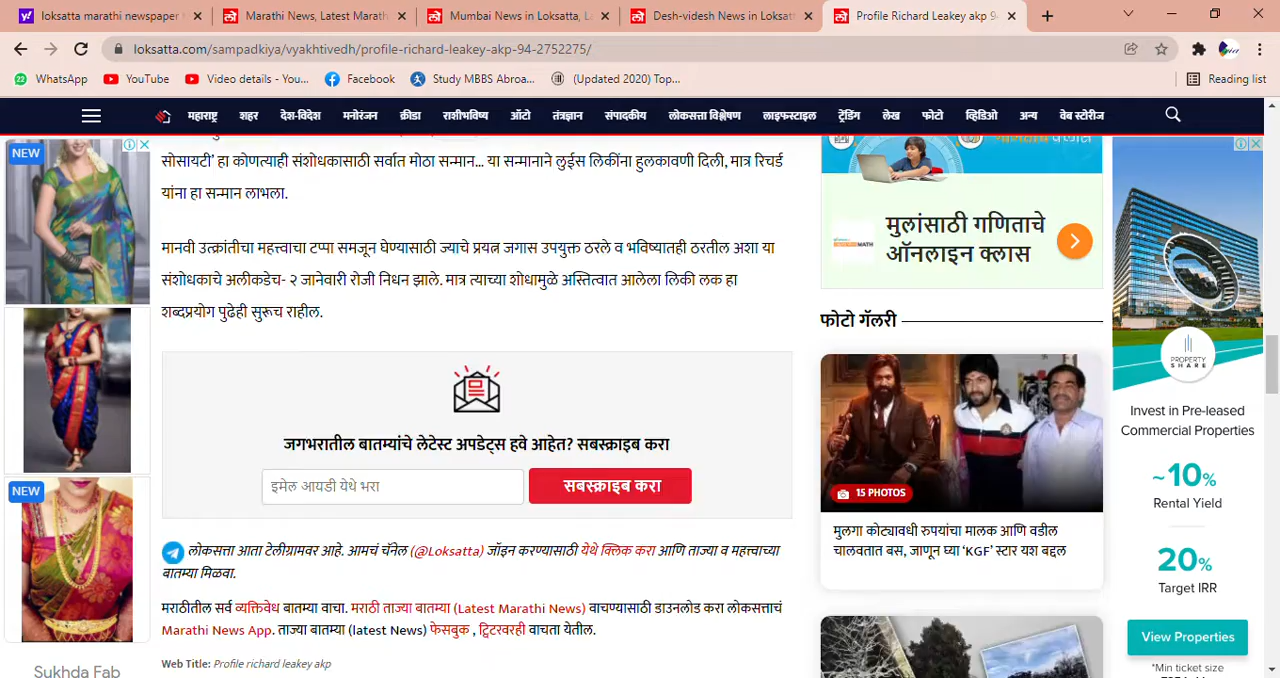 loksatta marathi newspaper
Marathi News, Latest Marath
Mumbai News in Loksatta, L
Desh-videsh News in Loksatt
Profile Richard Leakey akp 9
loksatta.com/sampadkiya/vyakhtivedh/profile-richard-leakey-akp-94-2752275/
WhatsApp
YouTube
Video details - You...
Facebook
Study MBBS Abroa...
(Updated 2020) Top...
Reading list
महाराष्ट्र शहर देश-विदेश मनोरंजन क्रीडा राशीभविष्य ऑटो तंत्रज्ञान संपादकीय लोकसत्ता विश्लेषण लाइफस्टाइल ट्रेंडिंग लेख फोटो व्हिडिओ अन्य वेब स्टोरीज
NEW
सोसायटी’ हा कोणत्याही संशोधकासाठी सर्वात मोठा सन्मान... या सन्मानाने लुईस लिकींना हुलकावणी दिली, मात्र रिचर्ड
यांना हा सन्मान लाभला.
मानवी उत्क्रांतीचा महत्त्वाचा टप्पा समजून घेण्यासाठी ज्याचे प्रयत्न जगास उपयुक्त ठरले व भविष्यातही ठरतील अशा या
संशोधकाचे अलीकडेच- २ जानेवारी रोजी निधन झाले. मात्र त्याच्या शोधामुळे अस्तित्वात आलेला लिकी लक हा
शब्दप्रयोग पुढेही सुरूच राहील.
जगभरातील बातम्यांचे लेटेस्ट अपडेट्स हवे आहेत? सबस्क्राइब करा
इमेल आयडी येथे भरा
सबस्क्राइब करा
NEW
लोकसत्ता आता टेलीग्रामवर आहे. आमचं चॅनेल (@Loksatta) जॉइन करण्यासाठी येथे क्लिक करा आणि ताज्या व महत्त्वाच्या
बातम्या मिळवा.
मराठीतील सर्व व्यक्तिवेध बातम्या वाचा. मराठी ताज्या बातम्या (Latest Marathi News) वाचण्यासाठी डाउनलोड करा लोकसत्ताचं
Marathi News App. ताज्या बातम्या (latest News) फेसबुक , ट्विटरवरही वाचता येतील.
Web Title: Profile richard leakey akp
Sukhda Fab
मुलांसाठी गणिताचे
ऑनलाइन क्लास
फोटो गॅलरी
15 PHOTOS
मुलगा कोट्यावधी रुपयांचा मालक आणि वडील
चालवतात बस, जाणून घ्या ‘KGF’ स्टार यश बद्दल
PROPERTY
SHARE
Invest in Pre-leased
Commercial Properties
~10%
Rental Yield
20%
Target IRR
View Properties
*Min ticket size